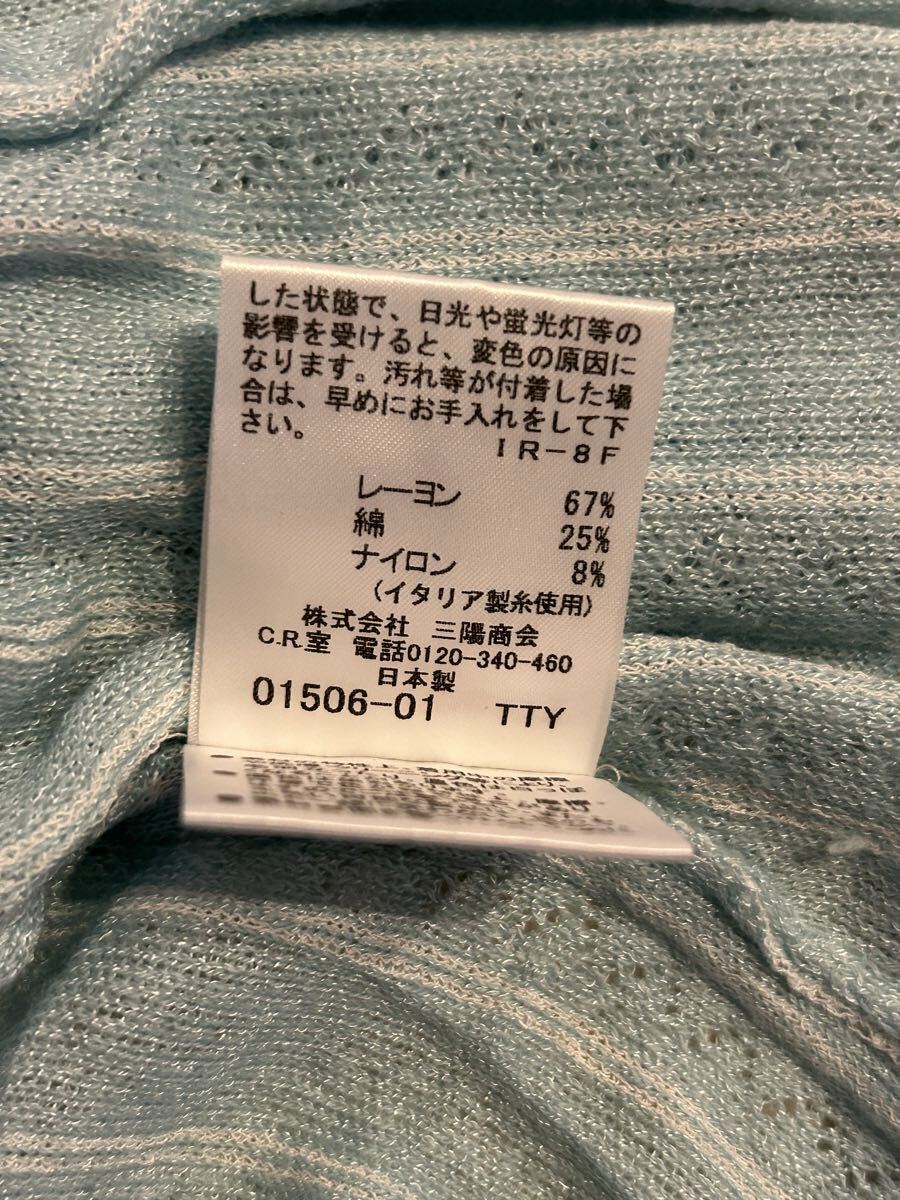 した状態で、日光や蛍光灯等の
影響を受けると、変色の原因に
なります。汚れ等が付着した場
合は、早めにお手入れをして下
さい。
IR-8F
レーヨン 67%
綿 25%
ナイロン 8%
(イタリア製糸使用)
株式会社 三陽商会
C.R.室 電話0120-340-460
日本製
01506-01 TTY